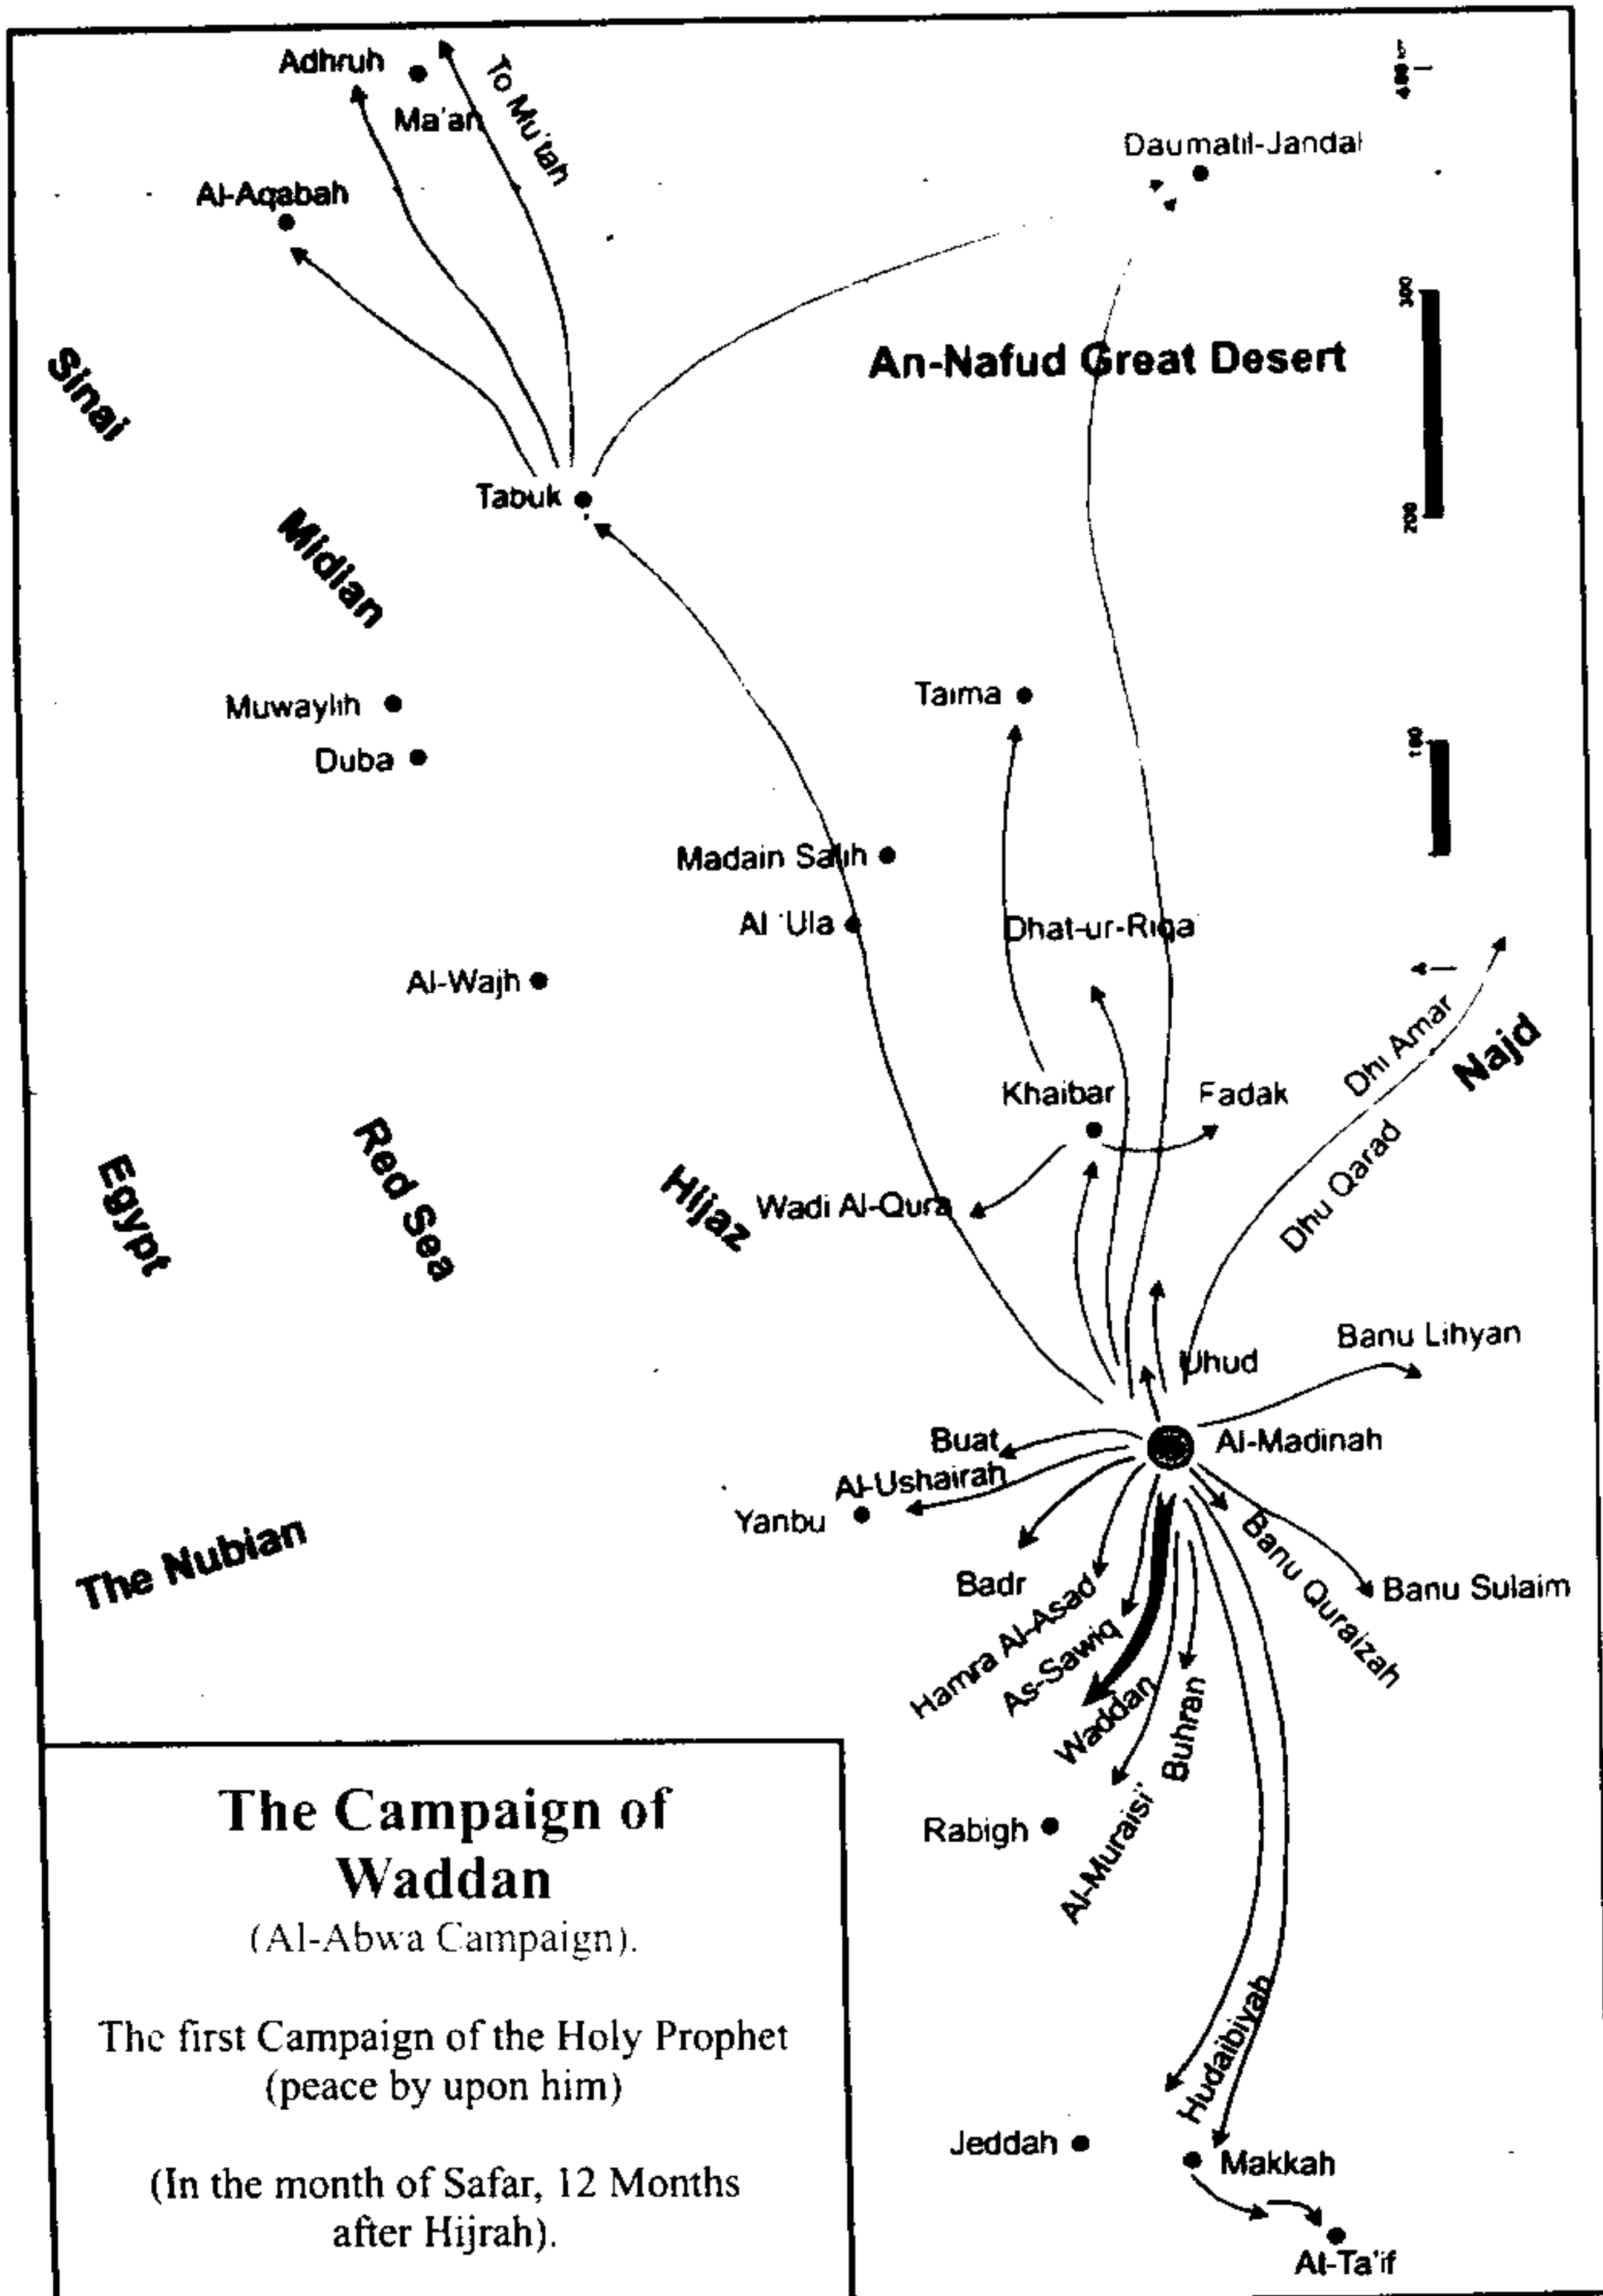 Adhruh
Ma'an
To Mu'tah
Al-Aqabah
Daumatil-Jandal
400
300
An-Nafud Great Desert
Sinai
Tabuk
200
Midian
Taima
Muwaylih
Duba
100
Madain Salih
Al 'Ula
Dhat-ur-Riqa
Al-Wajh
Dhi Amar
Najd
Khaibar
Fadak
Red Sea
Egypt
Hijaz
Wadi Al-Qura
Dhu Qarad
Uhud
Banu Lihyan
Buat
Al-Madinah
Al-Ushairah
Yanbu
The Nubian
Badr
Banu Quraizah
Banu Sulaim
Hamra Al-Asad
As-Sawiq
Waddan
Buhran
Rabigh
Al-Muraisi'
Hudaibiyah
Jeddah
Makkah
At-Ta'if
The Campaign of
Waddan
(Al-Abwa Campaign).
The first Campaign of the Holy Prophet
(peace by upon him)
(In the month of Safar, 12 Months
after Hijrah).